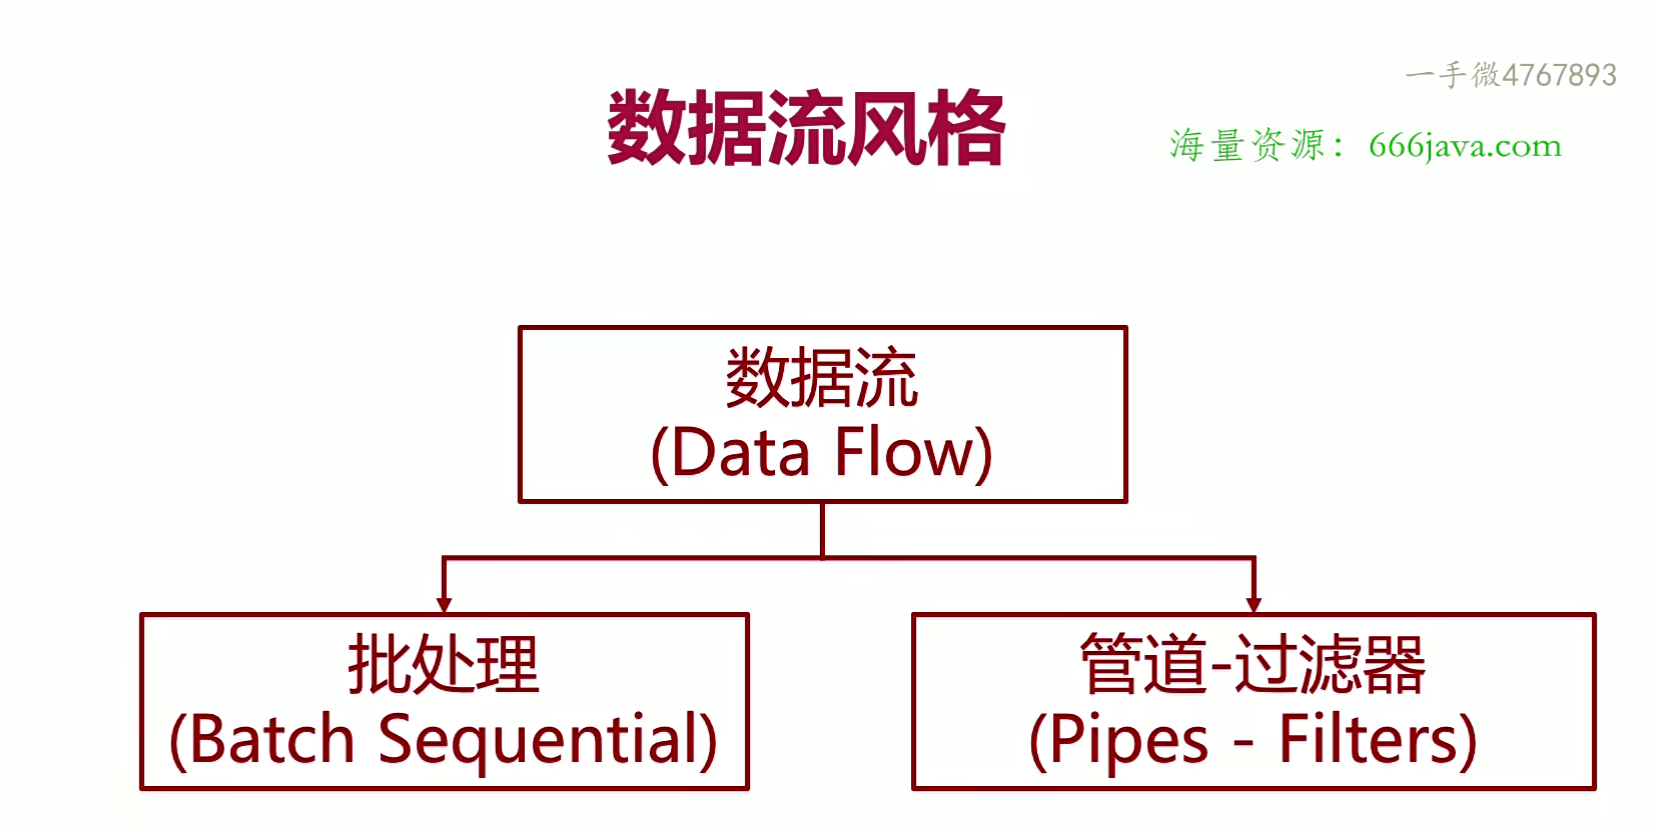 一手微4767893
数据流风格
海量资源：666java.com
数据流
(Data Flow)
批处理
(Batch Sequential)
管道-过滤器
(Pipes - Filters)